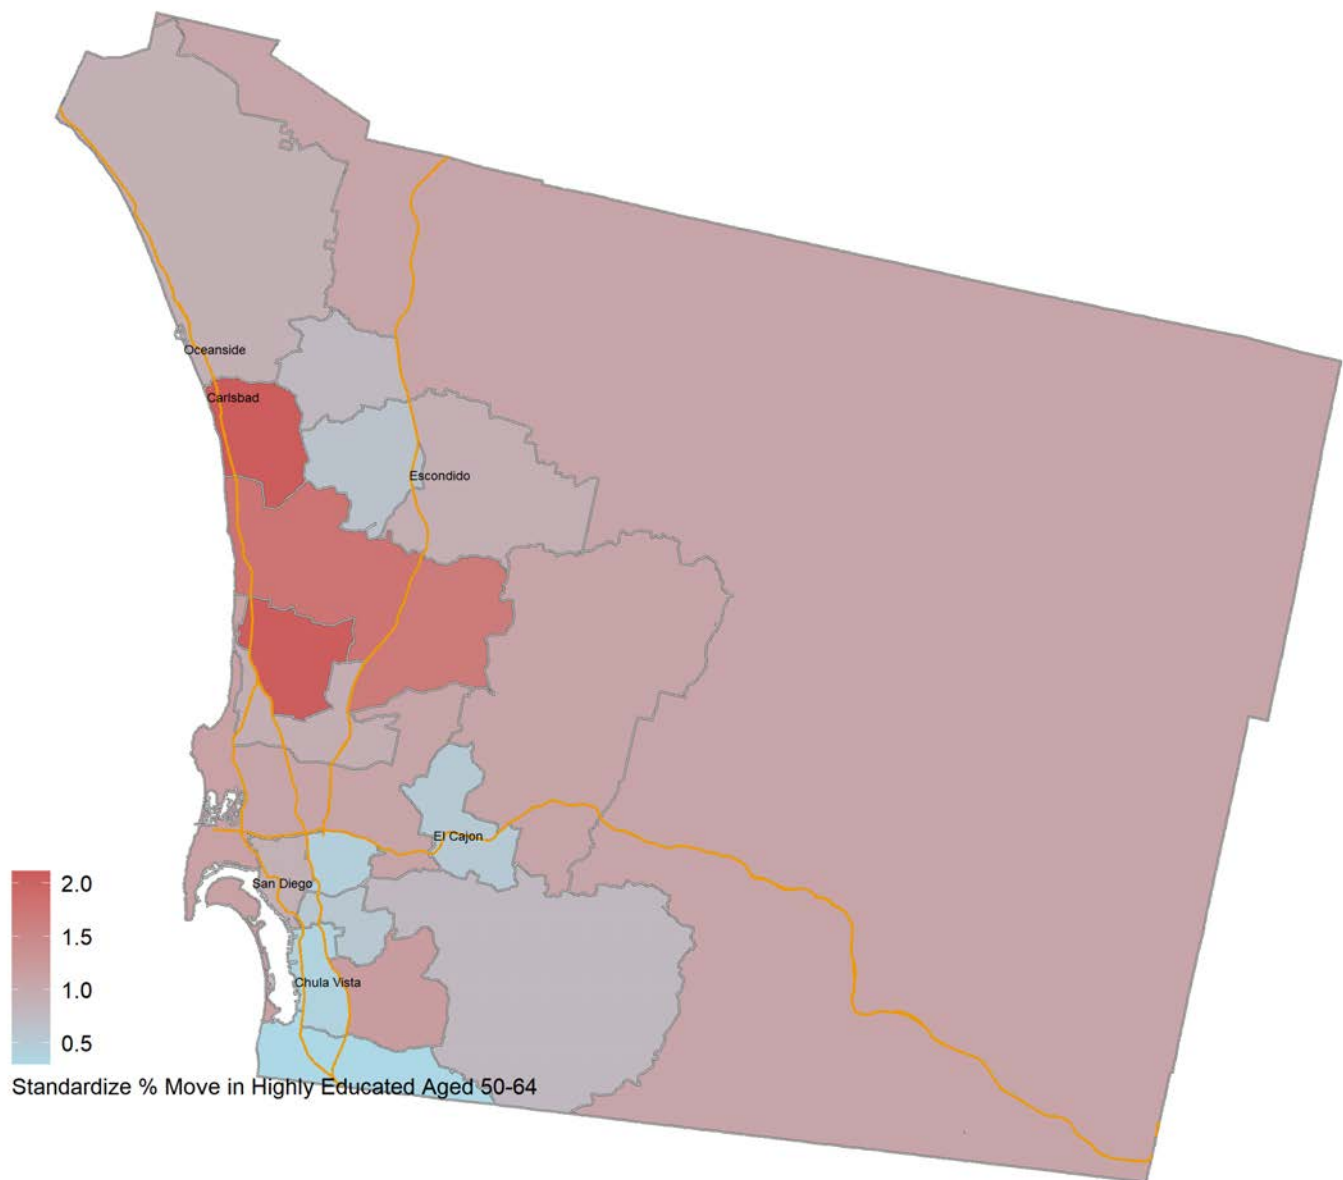 Oceanside
Carlsbad
Escondido
El Cajon
San Diego
Chula Vista
2.0
1.5
1.0
0.5
Standardize % Move in Highly Educated Aged 50-64